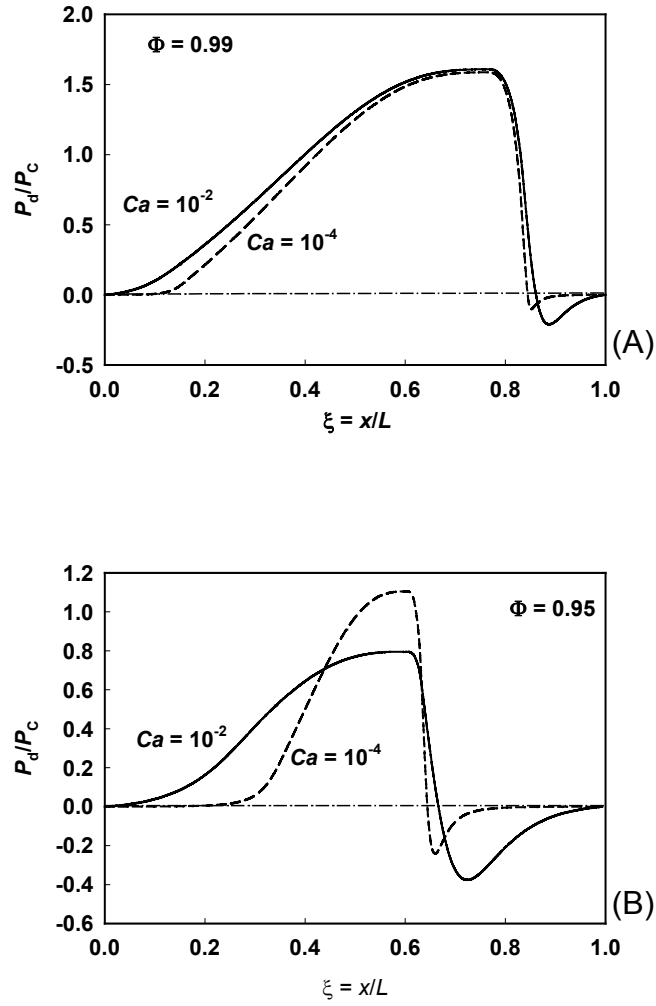 2.0
Φ = 0.99
1.5
1.0
P_d/P_C
Ca = 10^-2
0.5
Ca = 10^-4
0.0
-0.5
(A)
0.0 0.2 0.4 0.6 0.8 1.0
ξ = x/L
1.2
Φ = 0.95
1.0
0.8
0.6
P_d/P_C
Ca = 10^-2
0.4
Ca = 10^-4
0.2
0.0
-0.2
-0.4
-0.6
(B)
0.0 0.2 0.4 0.6 0.8 1.0
ξ = x/L